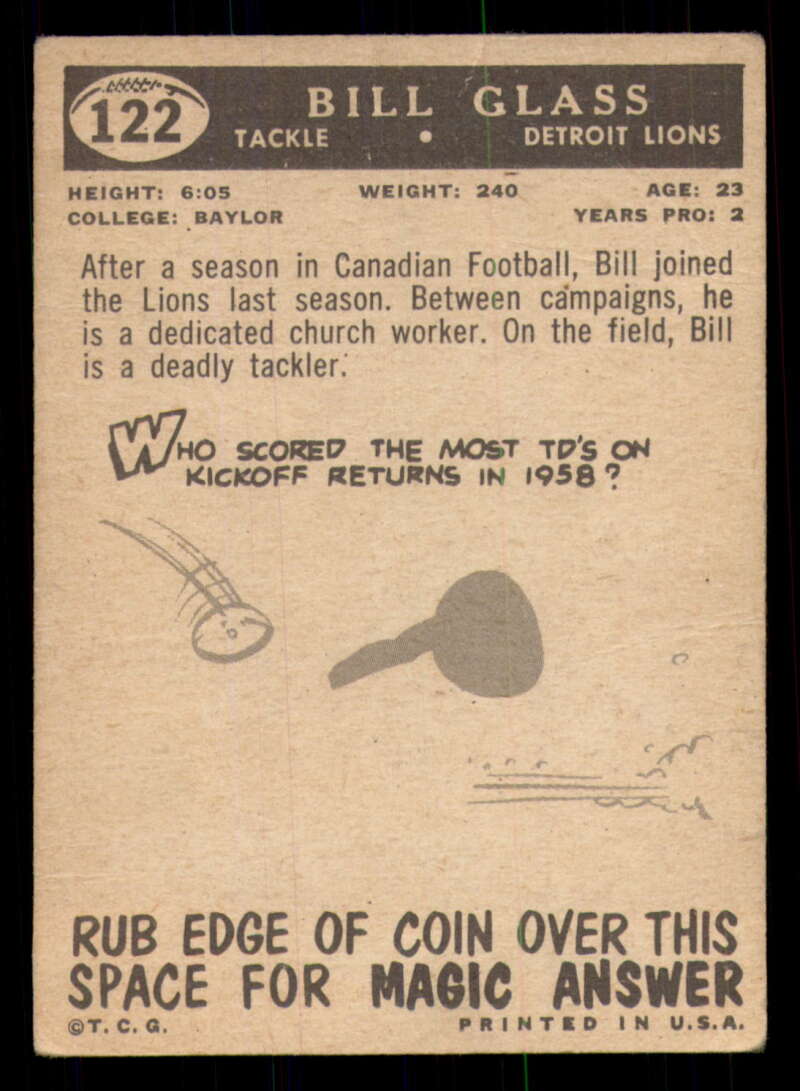 122
BILL GLASS
TACKLE • DETROIT LIONS
HEIGHT: 6:05 WEIGHT: 240 AGE: 23
COLLEGE: BAYLOR YEARS PRO: 2
After a season in Canadian Football, Bill joined
the Lions last season. Between campaigns, he
is a dedicated church worker. On the field, Bill
is a deadly tackler.
WHO SCORED THE MOST TD'S ON
KICKOFF RETURNS IN 1958?
RUB EDGE OF COIN OVER THIS
SPACE FOR MAGIC ANSWER
©T. C. G. PRINTED IN U.S.A.